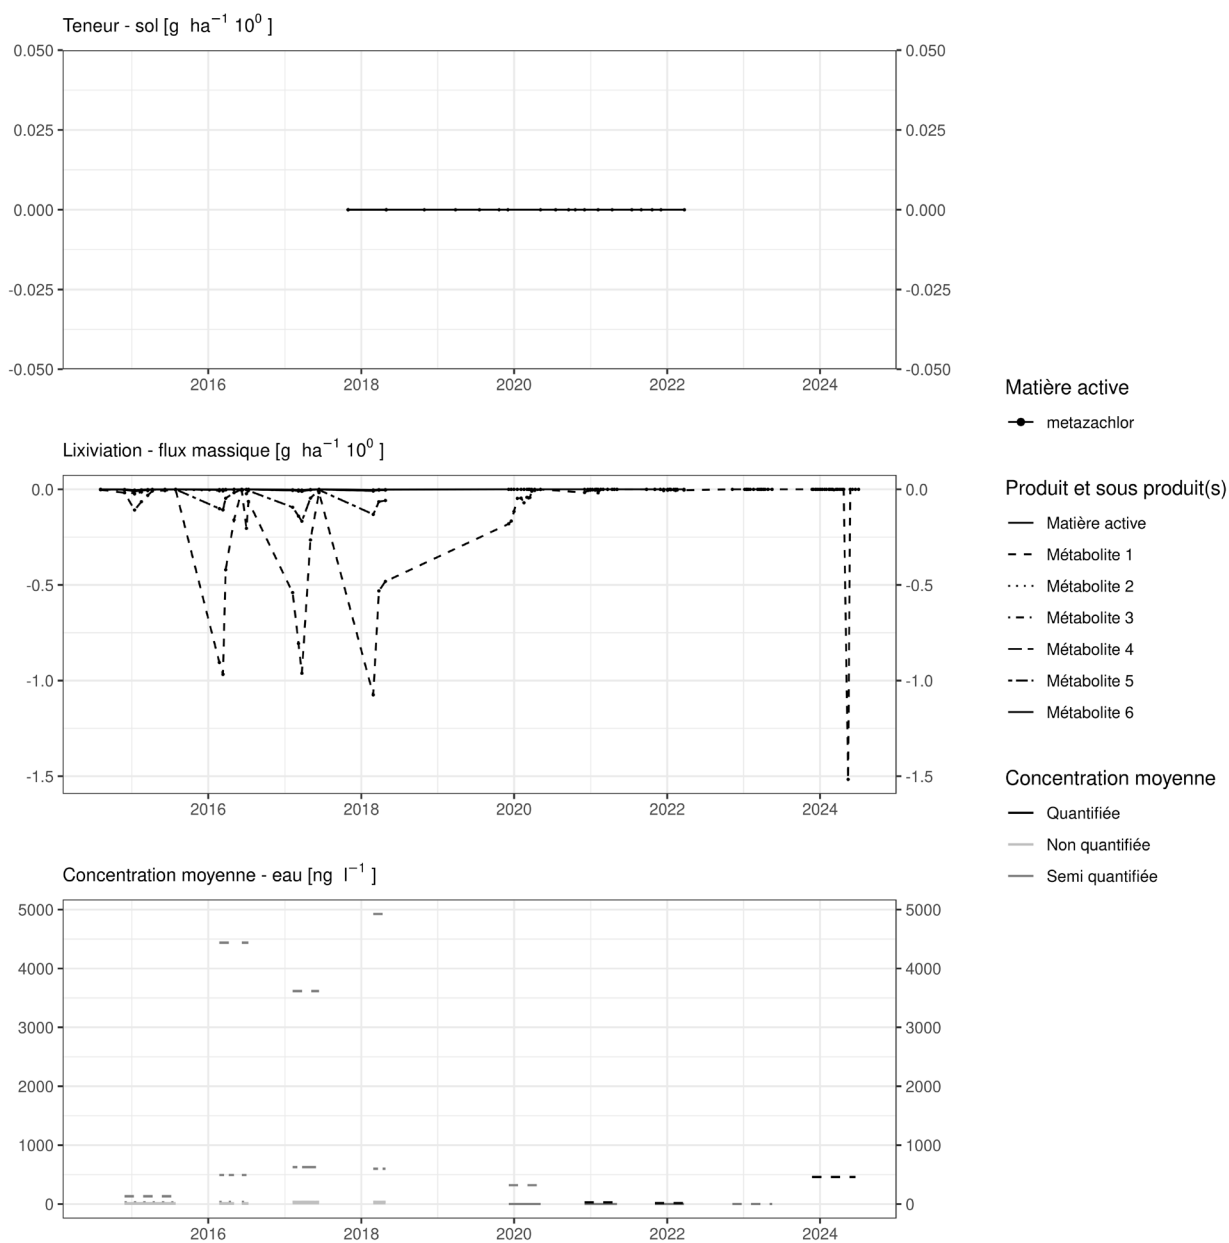 Teneur - sol [g ha⁻¹ 10⁰ ]
0.050 0.050
0.025 0.025
0.000 0.000
-0.025 -0.025
-0.050 -0.050
2016 2018 2020 2022 2024
Lixiviation - flux massique [g ha⁻¹ 10⁰ ]
0.0 0.0
-0.5 -0.5
-1.0 -1.0
-1.5 -1.5
2016 2018 2020 2022 2024
Concentration moyenne - eau [ng l⁻¹ ]
5000 5000
4000 4000
3000 3000
2000 2000
1000 1000
0 0
2016 2018 2020 2022 2024
Matière active
metazachlor
Produit et sous produit(s)
Matière active
Métabolite 1
Métabolite 2
Métabolite 3
Métabolite 4
Métabolite 5
Métabolite 6
Concentration moyenne
Quantifiée
Non quantifiée
Semi quantifiée